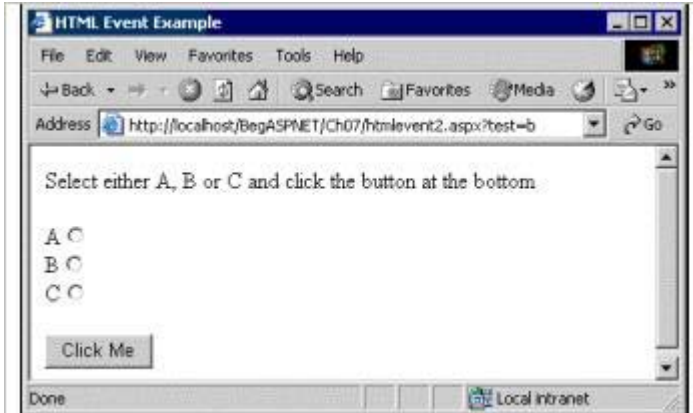 HTML Event Example
File Edit View Favorites Tools Help
Back Search Favorites Media »
Address http://localhost/BegASPNET/Ch07/htmlevent2.aspx?test=b Go
Select either A, B or C and click the button at the bottom
A
B
C
Click Me
Done Local intranet